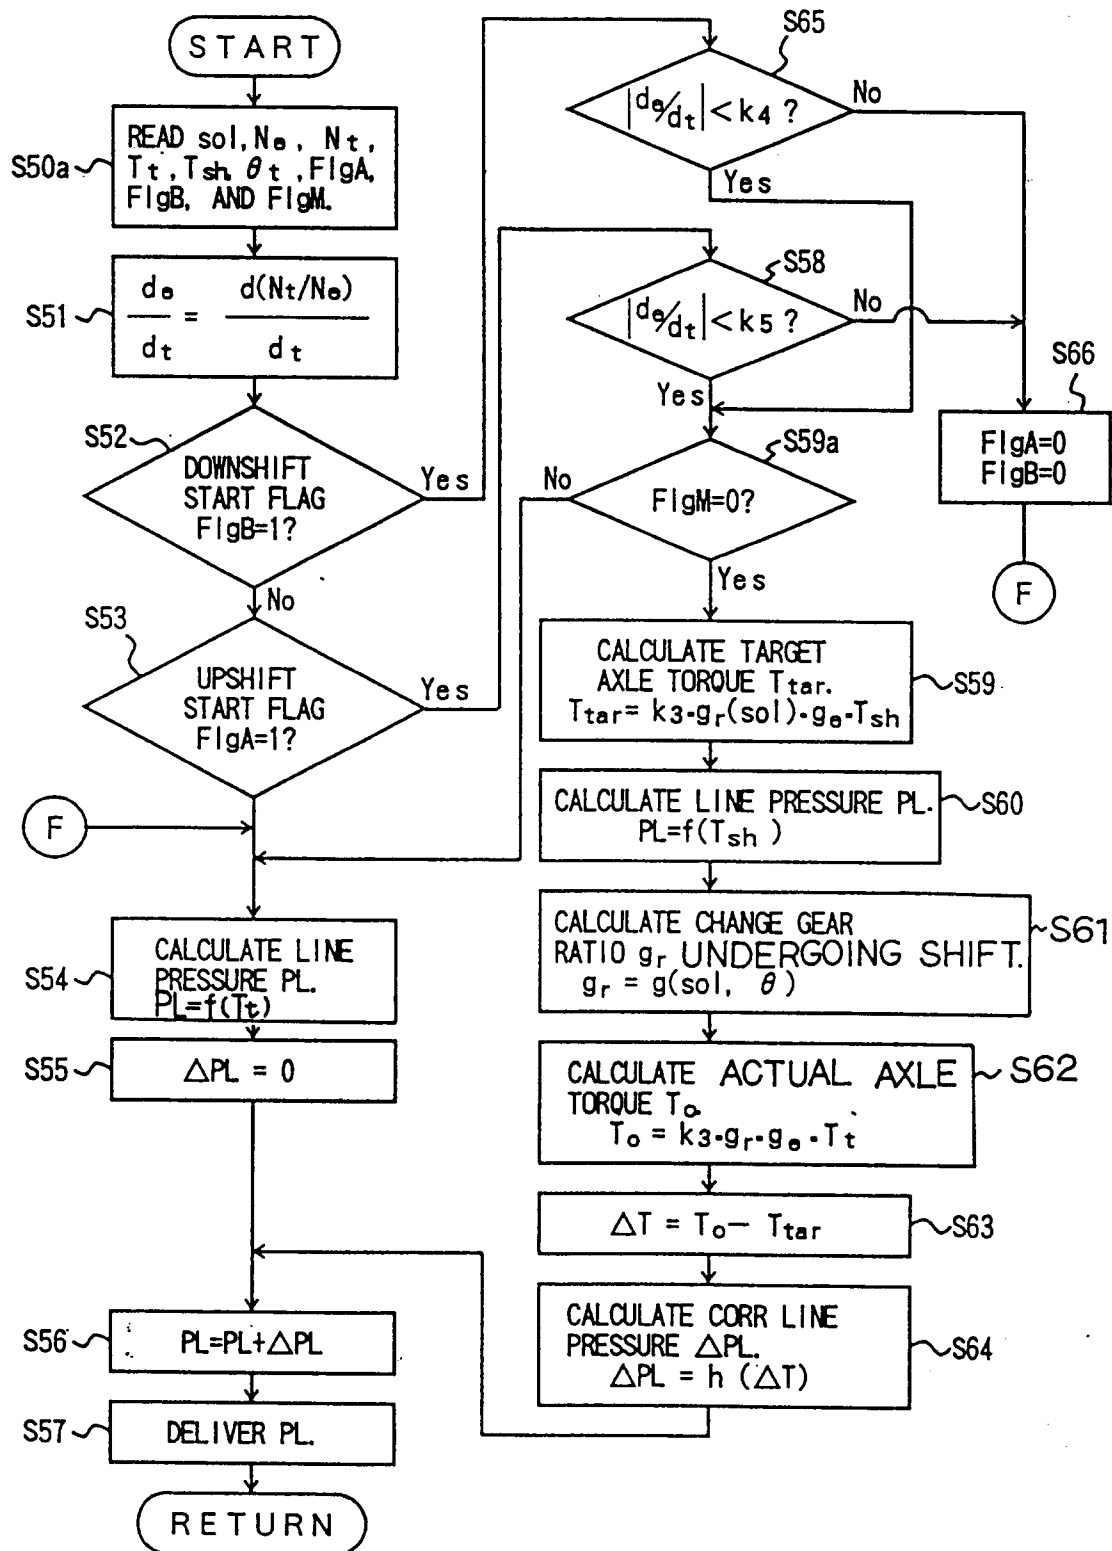 START
S50a
READ sol, Ne, Nt,
Tt, Tsh, θt, FlgA,
FlgB, AND FlgM.
S51
de/dt = d(Nt/Ne)/dt
S52
DOWNSHIFT
START FLAG
FlgB=1?
Yes
No
S53
UPSHIFT
START FLAG
FlgA=1?
Yes
F
S54
CALCULATE LINE
PRESSURE PL.
PL=f(Tt)
S55
△PL = 0
S56
PL=PL+△PL
S57
DELIVER PL.
RETURN
S65
|de/dt| < k4 ?
No
Yes
S58
|de/dt| < k5 ?
No
Yes
S66
FlgA=0
FlgB=0
F
S59a
FlgM=0?
No
Yes
CALCULATE TARGET
AXLE TORQUE Ttar.
Ttar= k3·gr(sol)·ge·Tsh
S59
CALCULATE LINE PRESSURE PL.
PL=f(Tsh )
S60
CALCULATE CHANGE GEAR
RATIO gr UNDERGOING SHIFT.
gr = g(sol, θ)
S61
CALCULATE ACTUAL AXLE
TORQUE To.
To = k3·gr·ge·Tt
S62
△T = To− Ttar
S63
CALCULATE CORR LINE
PRESSURE △PL.
△PL = h (△T)
S64